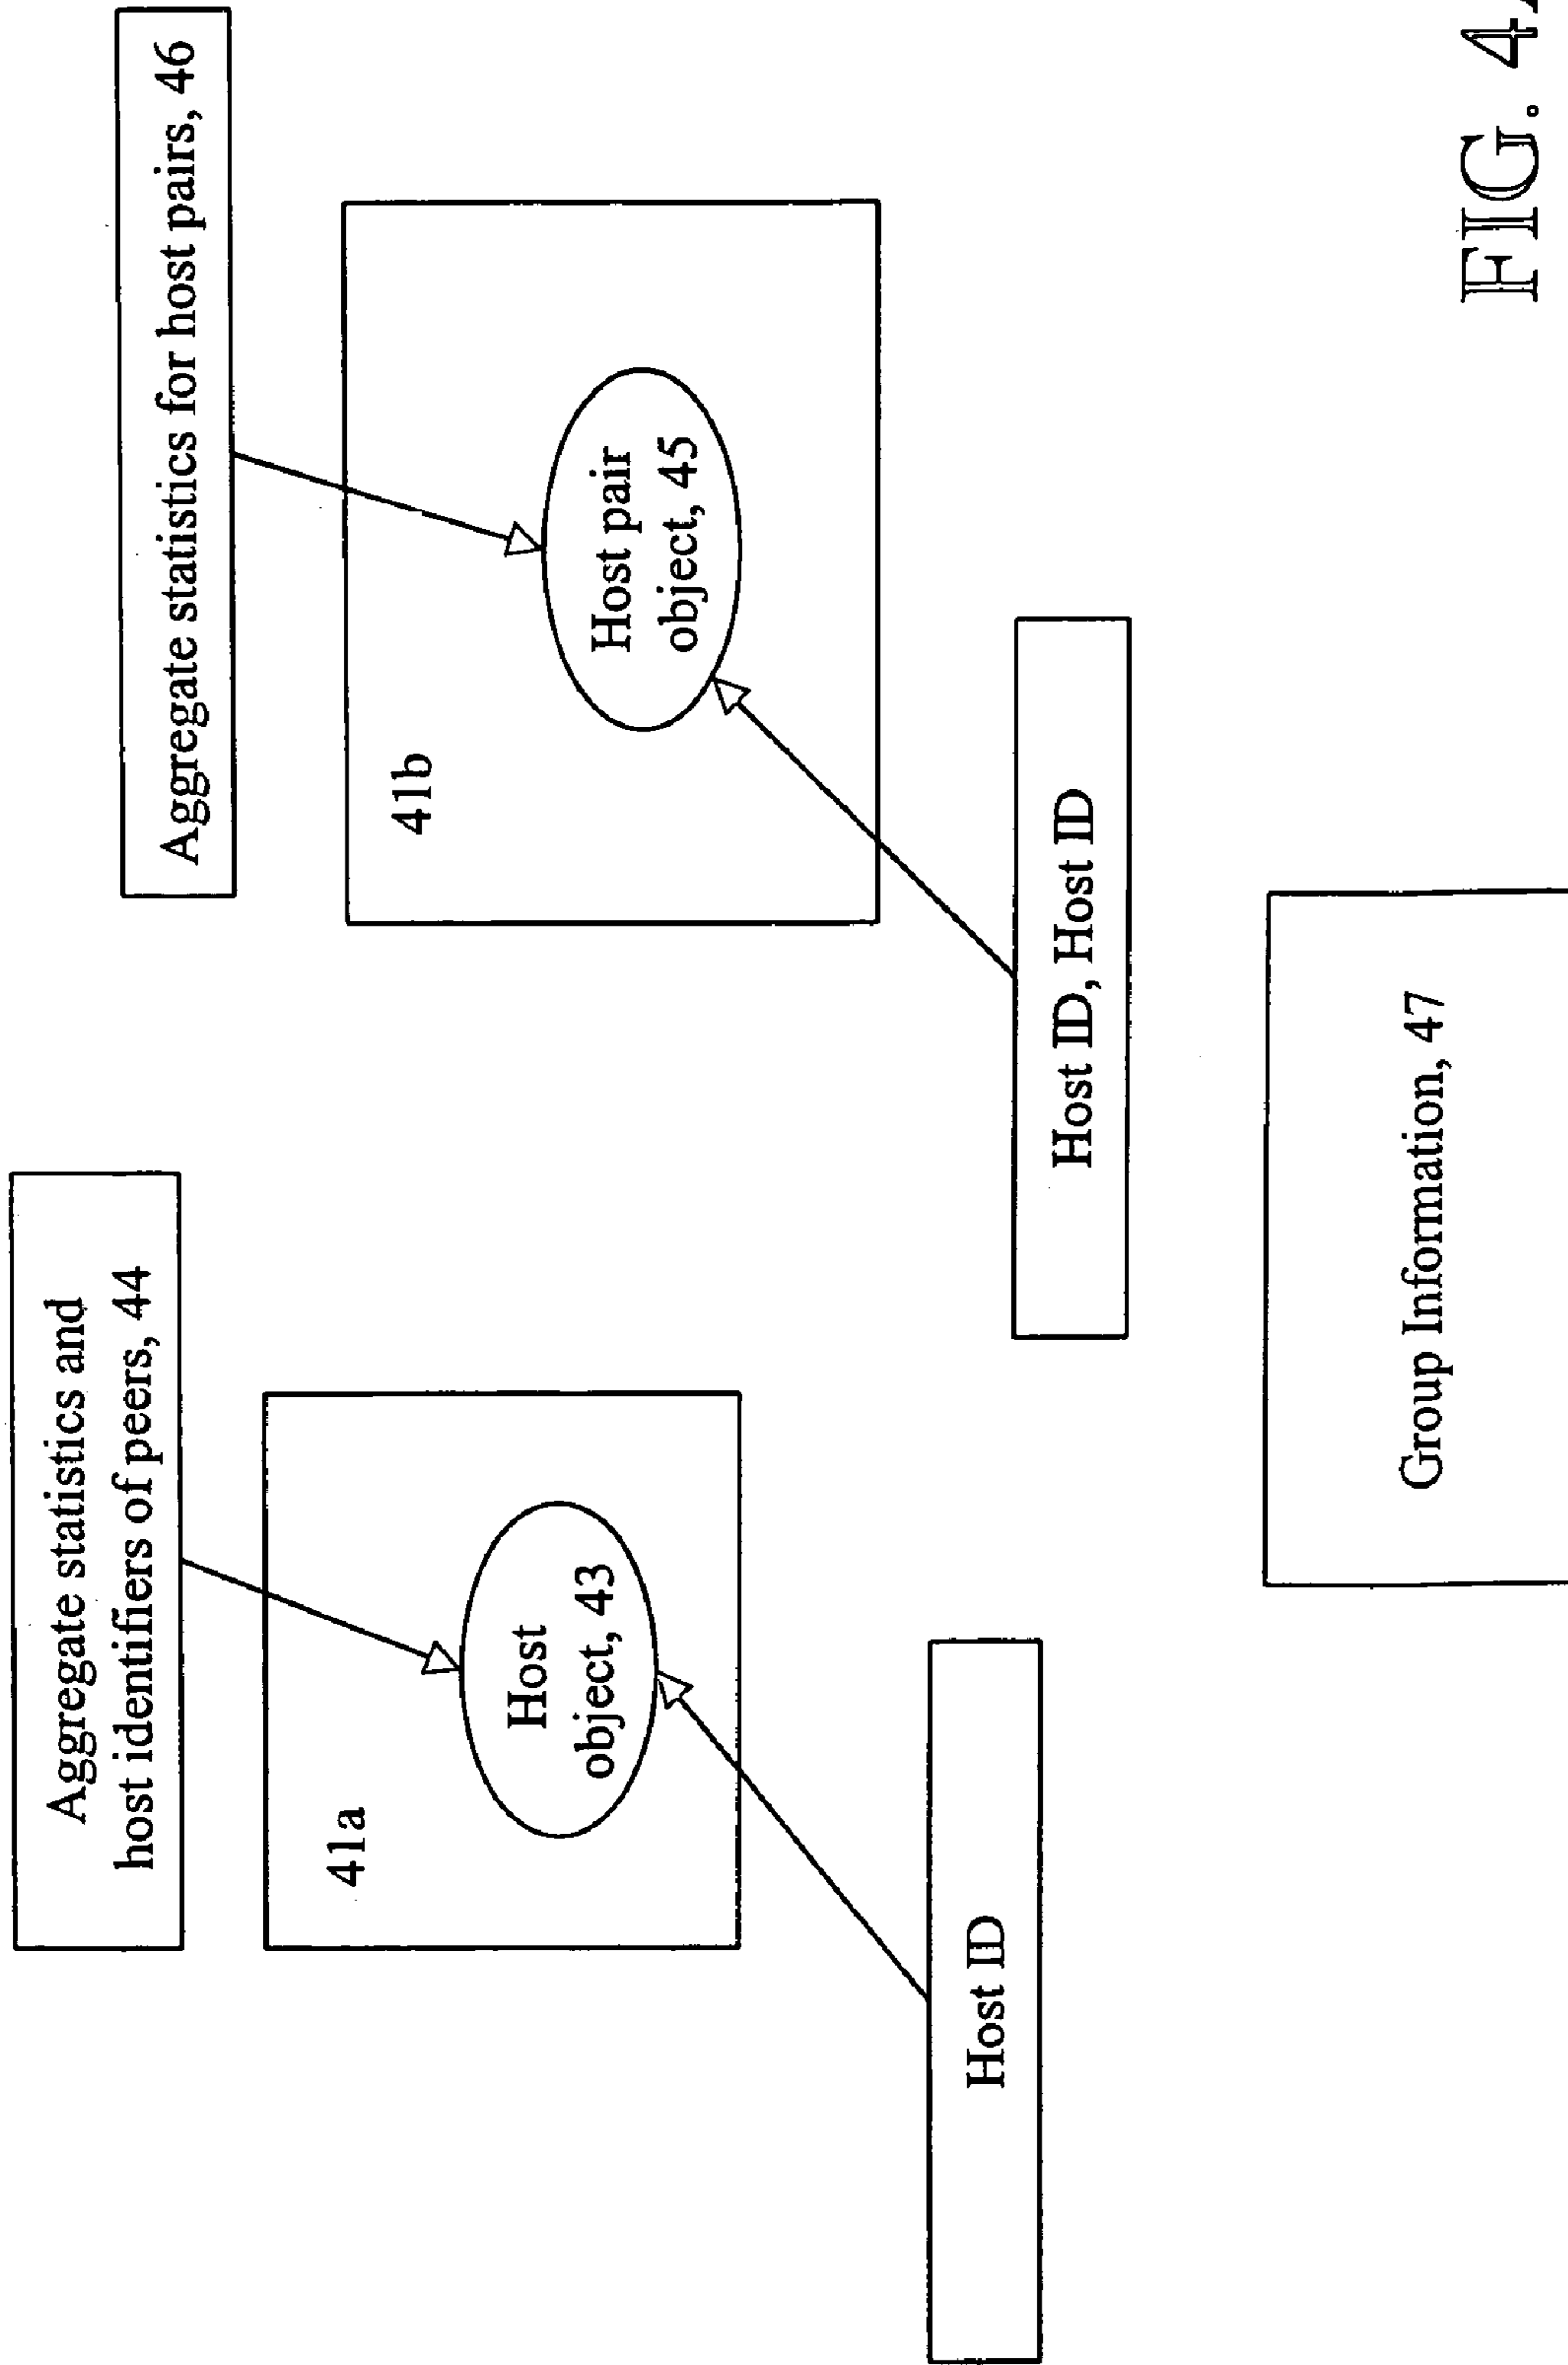 Aggregate statistics and
host identifiers of peers, 44
41a
Host
object, 43
Host ID
Aggregate statistics for host pairs, 46
41b
Host pair
object, 45
Host ID, Host ID
Group Information, 47
FIG. 4